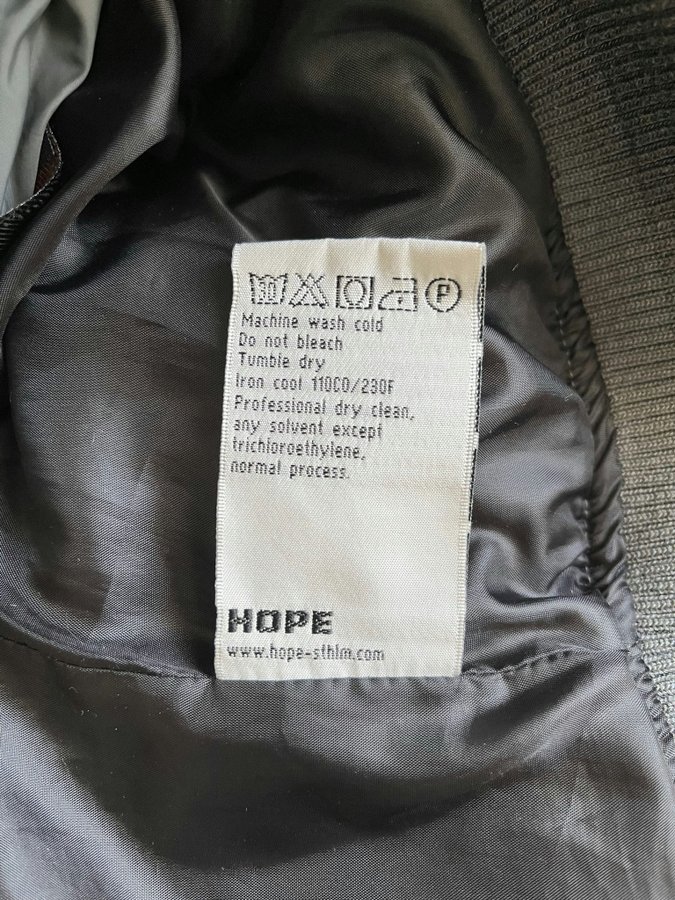 30 P
Machine wash cold
Do not bleach
Tumble dry
Iron cool 110C0/230F
Professional dry clean,
any solvent except
trichloroethylene,
normal process.
HOPE
www.hope-sthlm.com